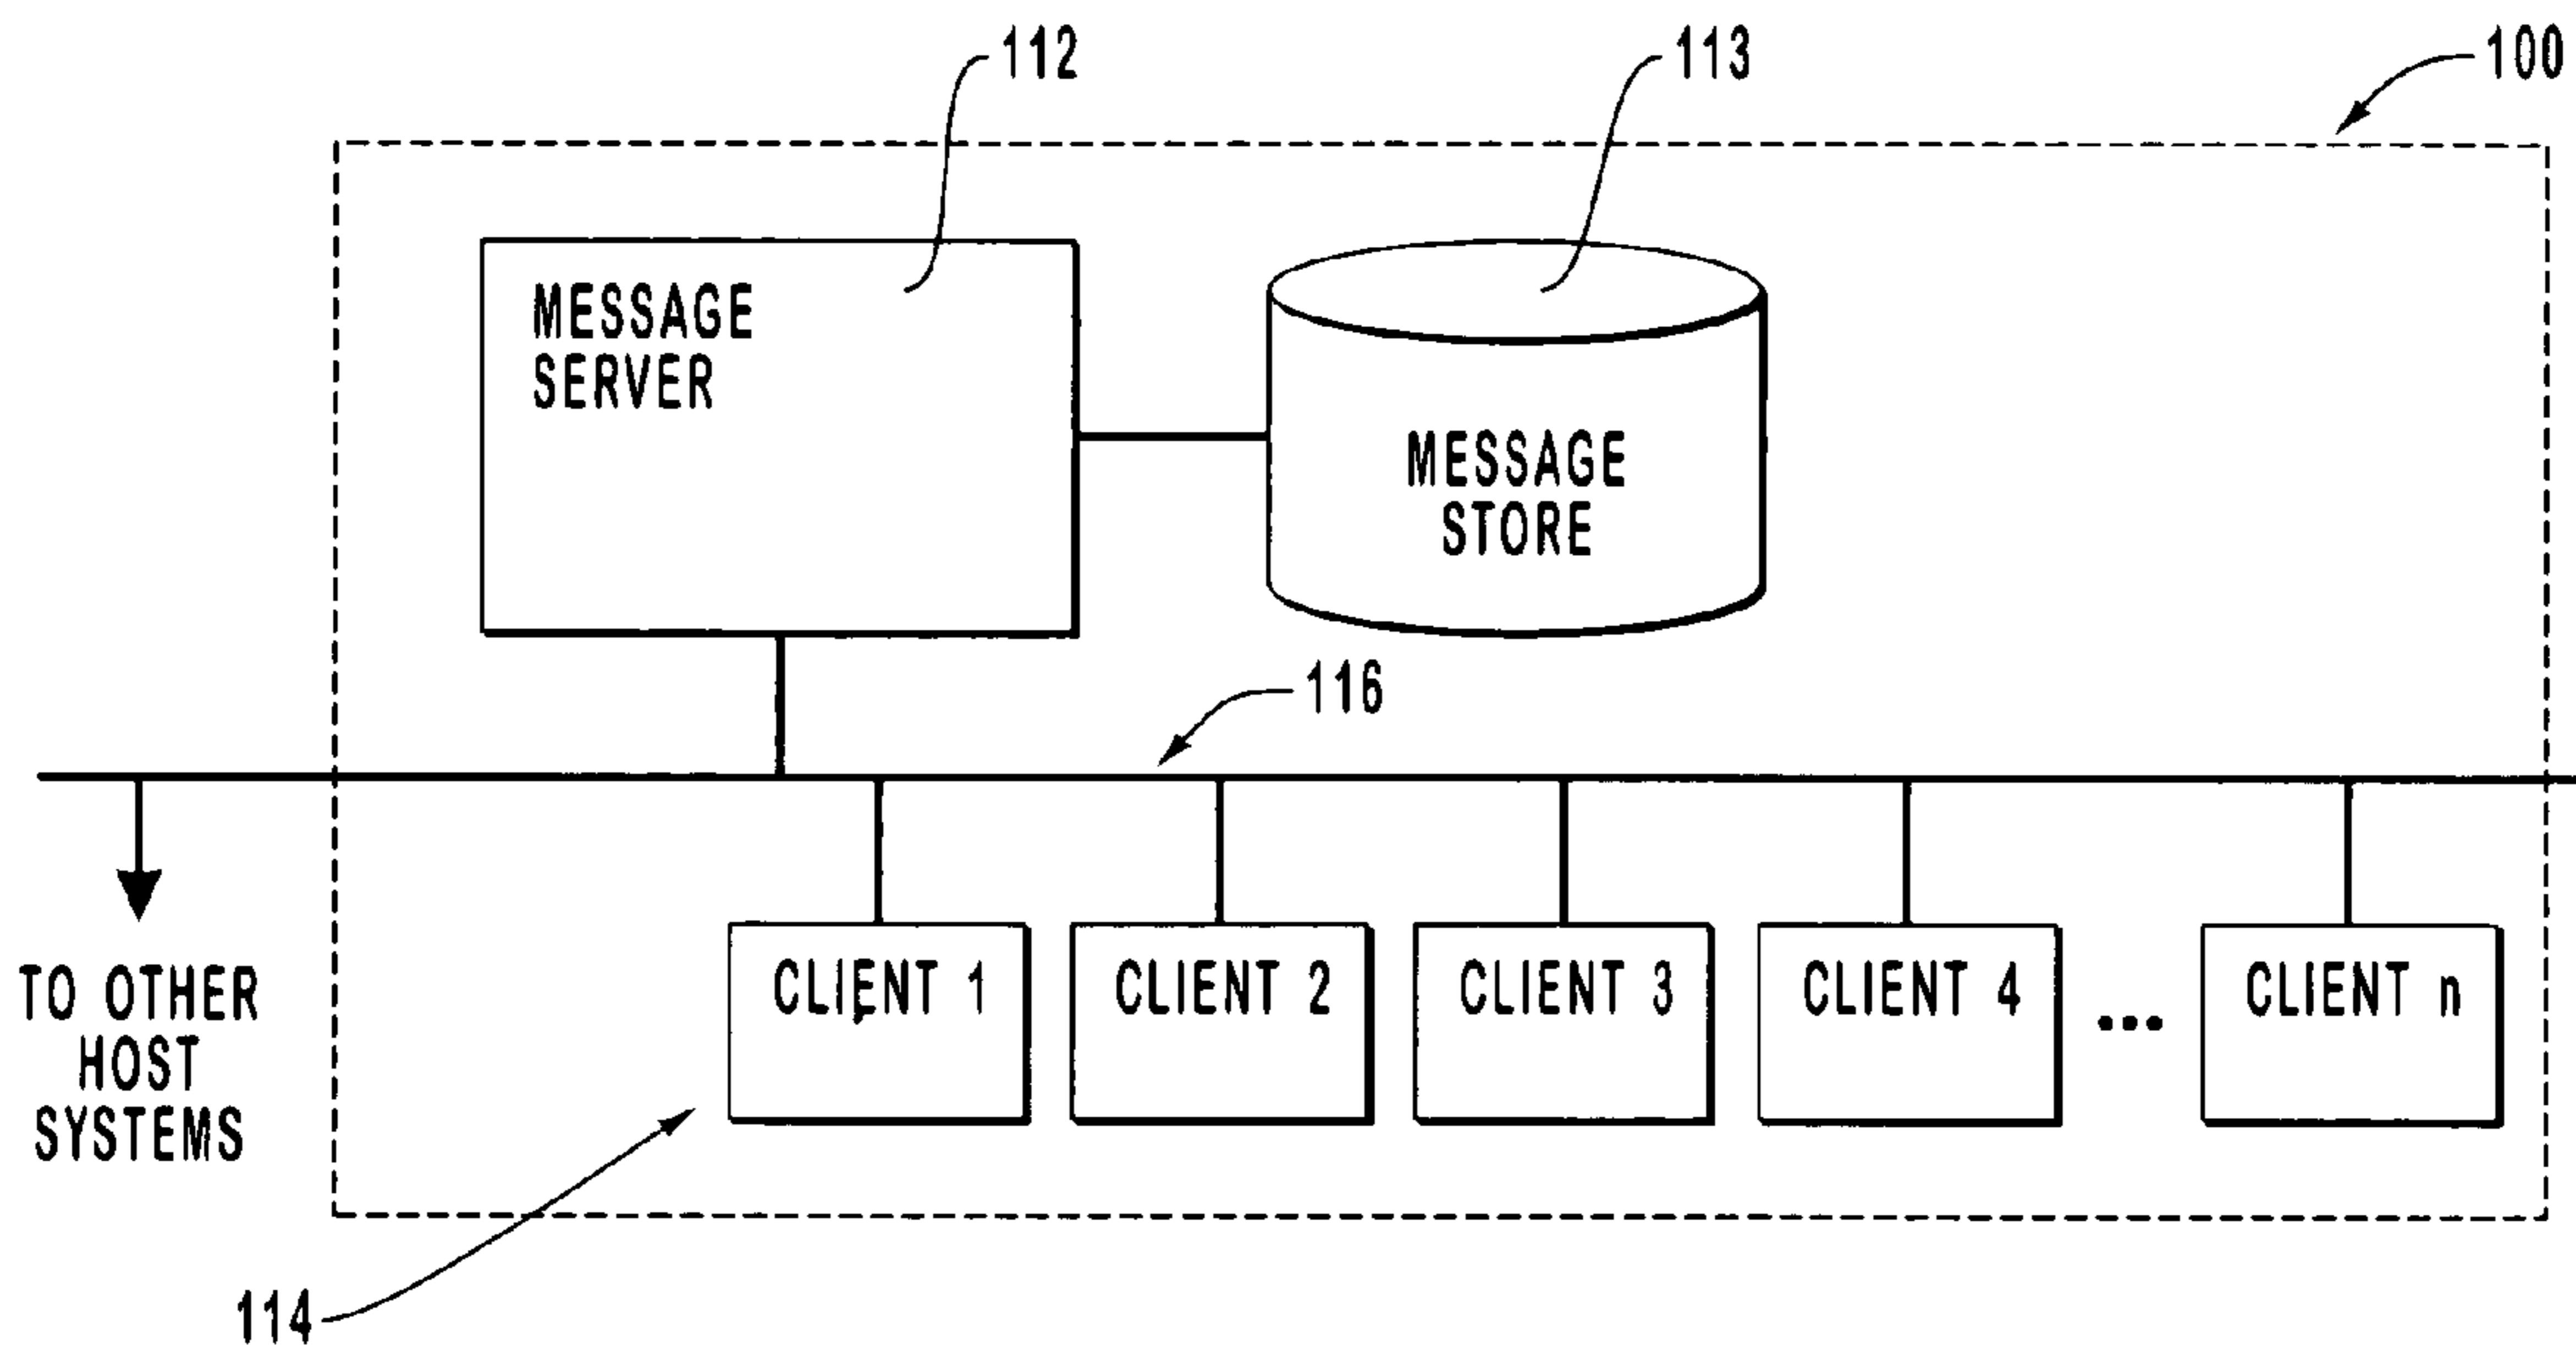 112
113
100
MESSAGE
SERVER
MESSAGE
STORE
116
TO OTHER
HOST
SYSTEMS
CLIENT 1
CLIENT 2
CLIENT 3
CLIENT 4
...
CLIENT n
114